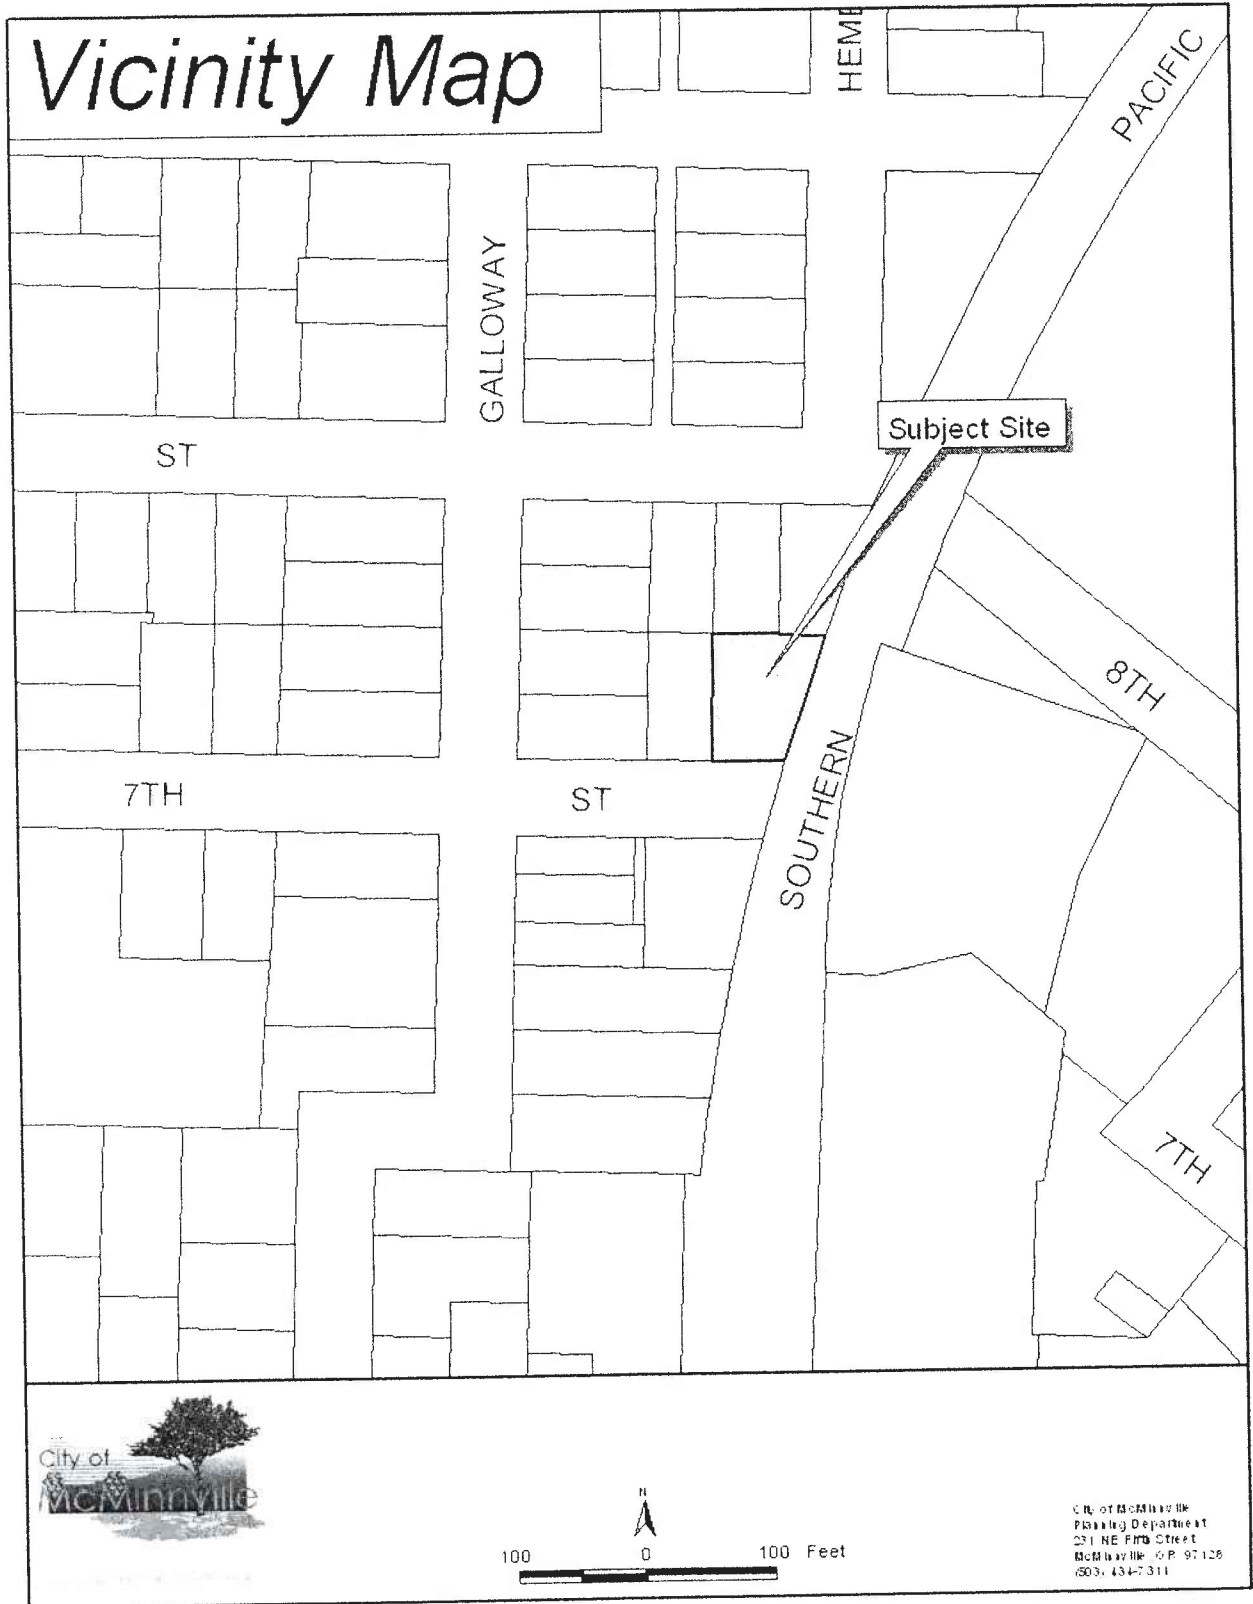 Vicinity Map
HEME
PACIFIC
GALLOWAY
Subject Site
ST
8TH
7TH
ST
SOUTHERN
7TH
City of
McMinnville
N
100 0 100 Feet
City of McMinnville
Planning Department
231 NE Fifth Street
McMinnville, OR 97128
(503) 434-7311